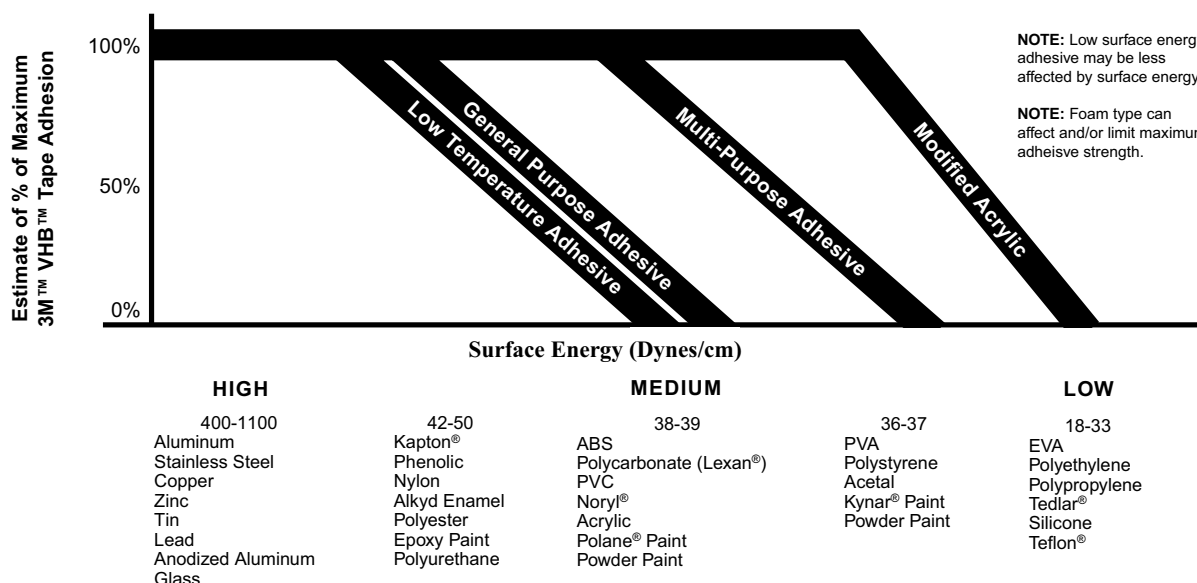 Estimate of % of Maximum
3M™ VHB™ Tape Adhesion
100%
50%
0%
Low Temperature Adhesive
General Purpose Adhesive
Multi-Purpose Adhesive
Modified Acrylic
NOTE: Low surface energ
adhesive may be less
affected by surface energy
NOTE: Foam type can
affect and/or limit maximum
adheisve strength.
Surface Energy (Dynes/cm)
HIGH
400-1100
Aluminum
Stainless Steel
Copper
Zinc
Tin
Lead
Anodized Aluminum
Glass
42-50
Kapton®
Phenolic
Nylon
Alkyd Enamel
Polyester
Epoxy Paint
Polyurethane
MEDIUM
38-39
ABS
Polycarbonate (Lexan®)
PVC
Noryl®
Acrylic
Polane® Paint
Powder Paint
36-37
PVA
Polystyrene
Acetal
Kynar® Paint
Powder Paint
LOW
18-33
EVA
Polyethylene
Polypropylene
Tedlar®
Silicone
Teflon®